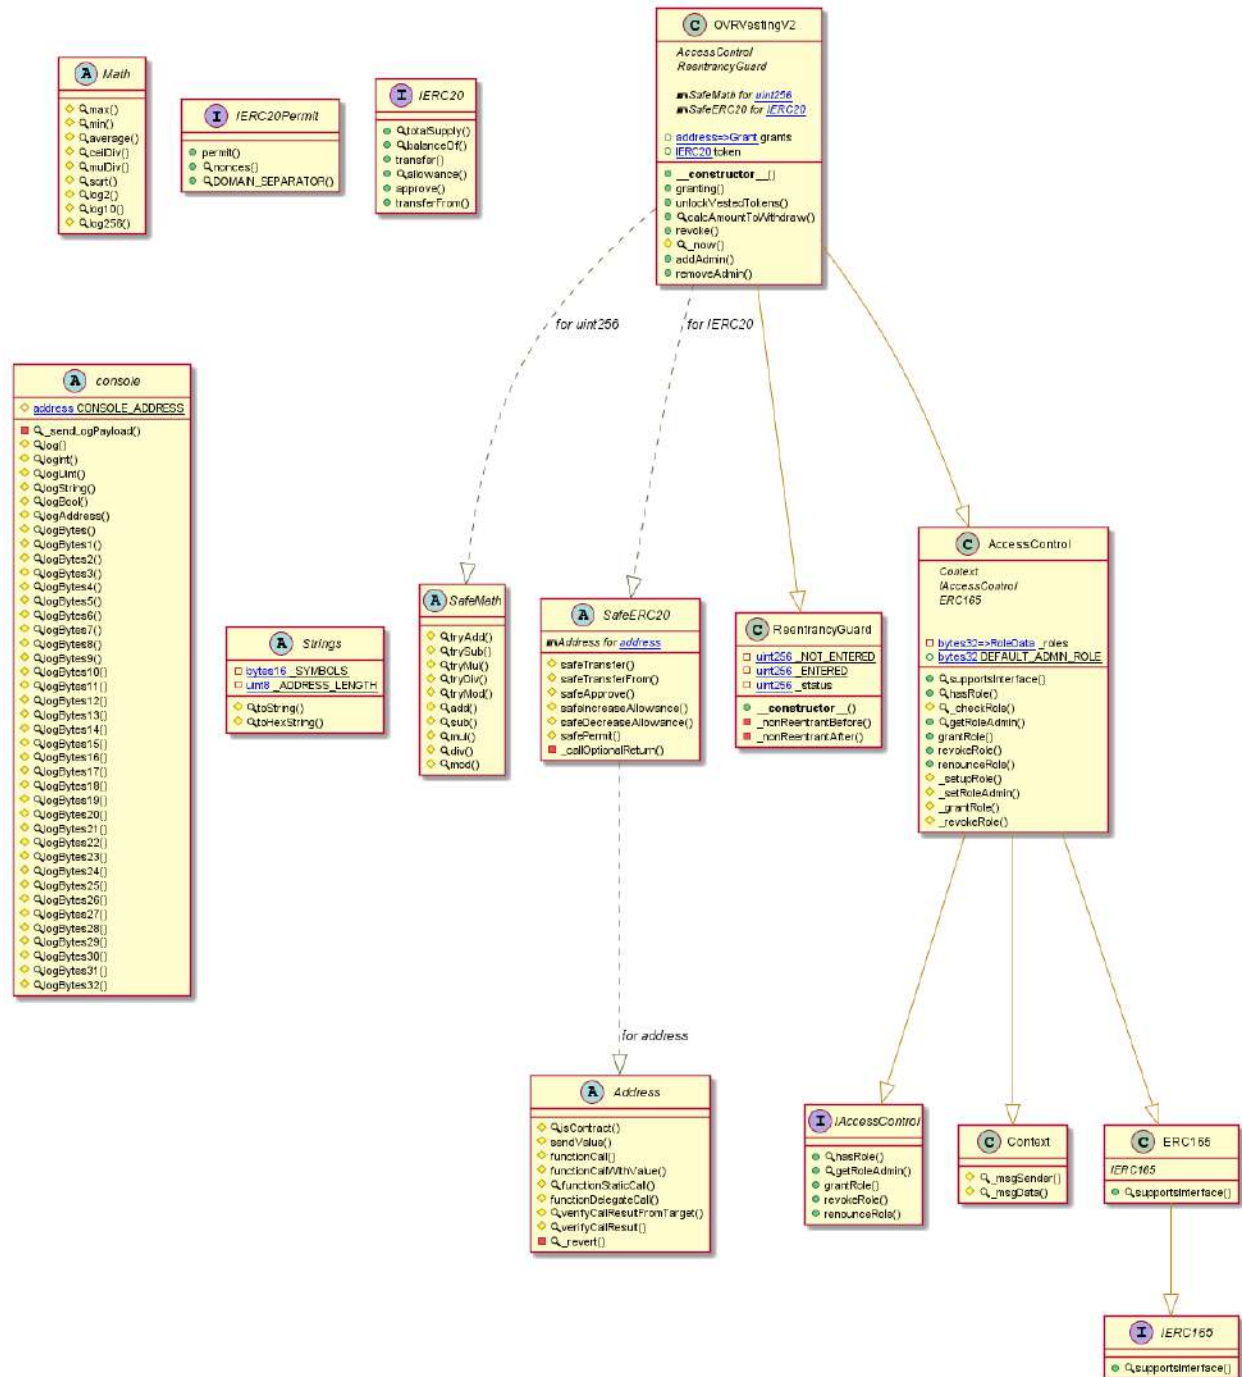 C OVRVestingV2
AccessControl
ReentrancyGuard
SafeMath for uint256
SafeERC20 for IERC20
address=>Grant grants
IERC20 token
__constructor__()
granting()
unlockVestedTokens()
calcAmountToWithdraw()
revoke()
_now()
addAdmin()
removeAdmin()
A Math
max()
min()
average()
ceilDiv()
mulDiv()
sqrt()
log2()
log10()
log256()
I IERC20Permit
permit()
nonces()
DOMAIN_SEPARATOR()
I IERC20
totalSupply()
balanceOf()
transfer()
allowance()
approve()
transferFrom()
for uint256
for IERC20
A console
address CONSOLE_ADDRESS
_sendLogPayload()
log()
logInt()
logUint()
logString()
logBool()
logAddress()
logBytes()
logBytes1()
logBytes2()
logBytes3()
logBytes4()
logBytes5()
logBytes6()
logBytes7()
logBytes8()
logBytes9()
logBytes10()
logBytes11()
logBytes12()
logBytes13()
logBytes14()
logBytes15()
logBytes16()
logBytes17()
logBytes18()
logBytes19()
logBytes20()
logBytes21()
logBytes22()
logBytes23()
logBytes24()
logBytes25()
logBytes26()
logBytes27()
logBytes28()
logBytes29()
logBytes30()
logBytes31()
logBytes32()
A Strings
bytes16 _SYMBOLS
uint8 _ADDRESS_LENGTH
toString()
toHexString()
A SafeMath
tryAdd()
trySub()
tryMul()
tryDiv()
tryMod()
add()
sub()
mul()
div()
mod()
A SafeERC20
Address for address
safeTransfer()
safeTransferFrom()
safeApprove()
safeIncreaseAllowance()
safeDecreaseAllowance()
safePermit()
_callOptionalReturn()
C ReentrancyGuard
uint256 _NOT_ENTERED
uint256 _ENTERED
uint256 _status
__constructor__()
_nonReentrantBefore()
_nonReentrantAfter()
C AccessControl
Context
IAccessControl
ERC165
bytes32=>RoleData _roles
bytes32 DEFAULT_ADMIN_ROLE
supportsInterface()
hasRole()
_checkRole()
getRoleAdmin()
grantRole()
revokeRole()
renounceRole()
_setupRole()
_setRoleAdmin()
_grantRole()
_revokeRole()
for address
A Address
isContract()
sendValue()
functionCall()
functionCallWithValue()
functionStaticCall()
functionDelegateCall()
verifyCallResultFromTarget()
verifyCallResult()
_revert()
I IAccessControl
hasRole()
getRoleAdmin()
grantRole()
revokeRole()
renounceRole()
C Context
_msgSender()
_msgData()
C ERC165
IERC165
supportsInterface()
I IERC165
supportsInterface()